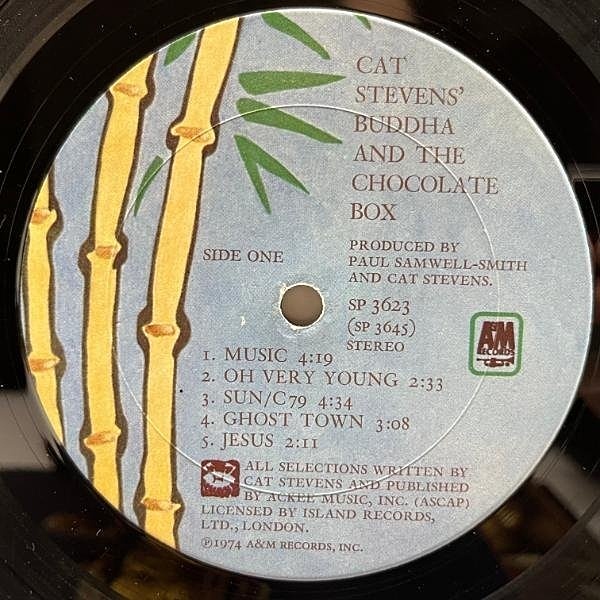 CAT
STEVENS'
BUDDHA
AND THE
CHOCOLATE
BOX
SIDE ONE
PRODUCED BY
PAUL SAMWELL-SMITH
AND CAT STEVENS.
SP 3623
(SP 3645)
STEREO
A&M
RECORDS
1. MUSIC 4:19
2. OH VERY YOUNG 2:33
3. SUN/C79 4:34
4. GHOST TOWN 3:08
5. JESUS 2:11
ALL SELECTIONS WRITTEN BY
CAT STEVENS AND PUBLISHED
BY ACKEE MUSIC, INC. (ASCAP)
LICENSED BY ISLAND RECORDS,
LTD., LONDON.
℗1974 A&M RECORDS, INC.